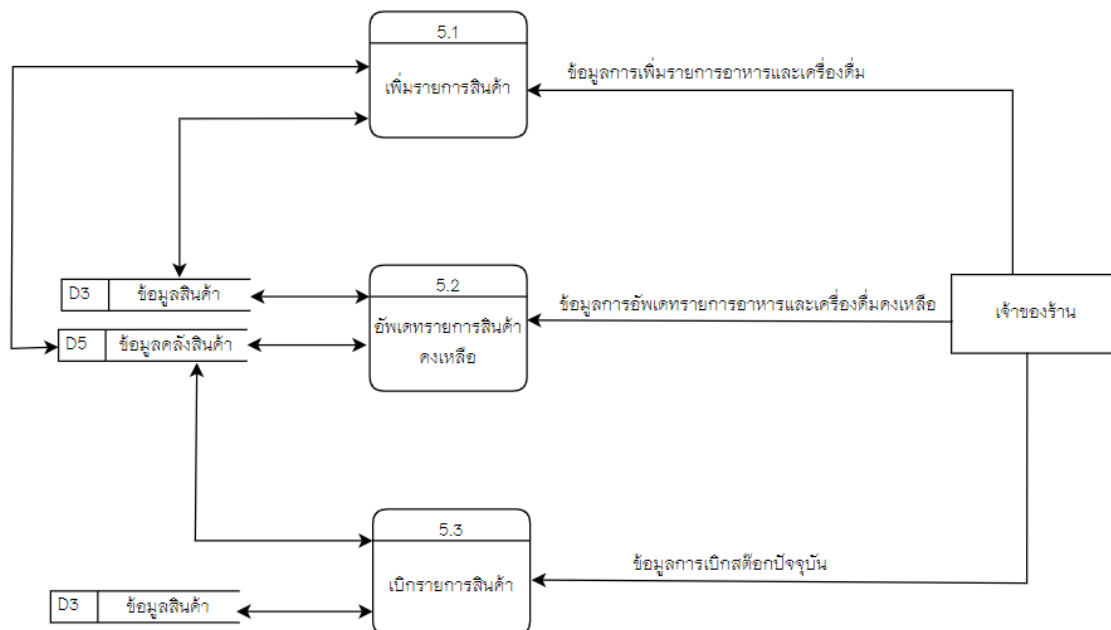 5.1
เพิ่มรายการสินค้า
ข้อมูลการเพิ่มรายการอาหารและเครื่องดื่ม
D3 ข้อมูลสินค้า
5.2
อัพเดทรายการสินค้า
คงเหลือ
ข้อมูลการอัพเดทรายการอาหารและเครื่องดื่มคงเหลือ
เจ้าของร้าน
D5 ข้อมูลคลังสินค้า
5.3
เบิกรายการสินค้า
ข้อมูลการเบิกสต๊อกปัจจุบัน
D3 ข้อมูลสินค้า